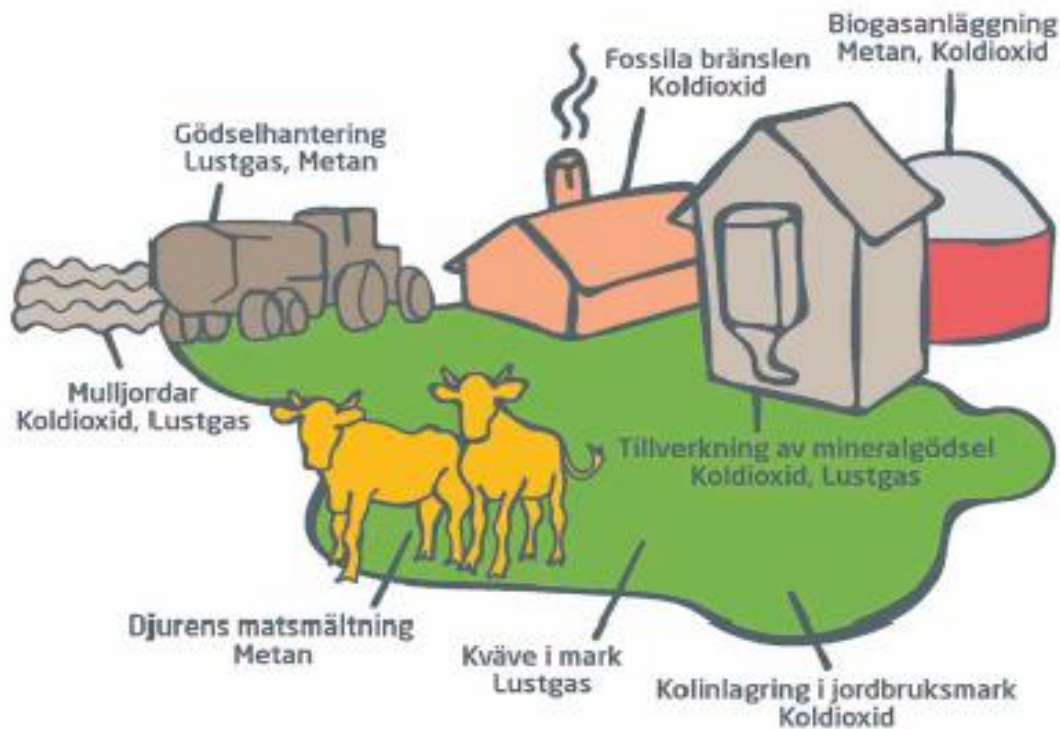 Biogasanläggning
Metan, Koldioxid
Fossila bränslen
Koldioxid
Gödselhantering
Lustgas, Metan
Mulljordar
Koldioxid, Lustgas
Tillverkning av mineralgödsel
Koldioxid, Lustgas
Djurens matsmältning
Metan
Kväve i mark
Lustgas
Kolinlagring i jordbruksmark
Koldioxid